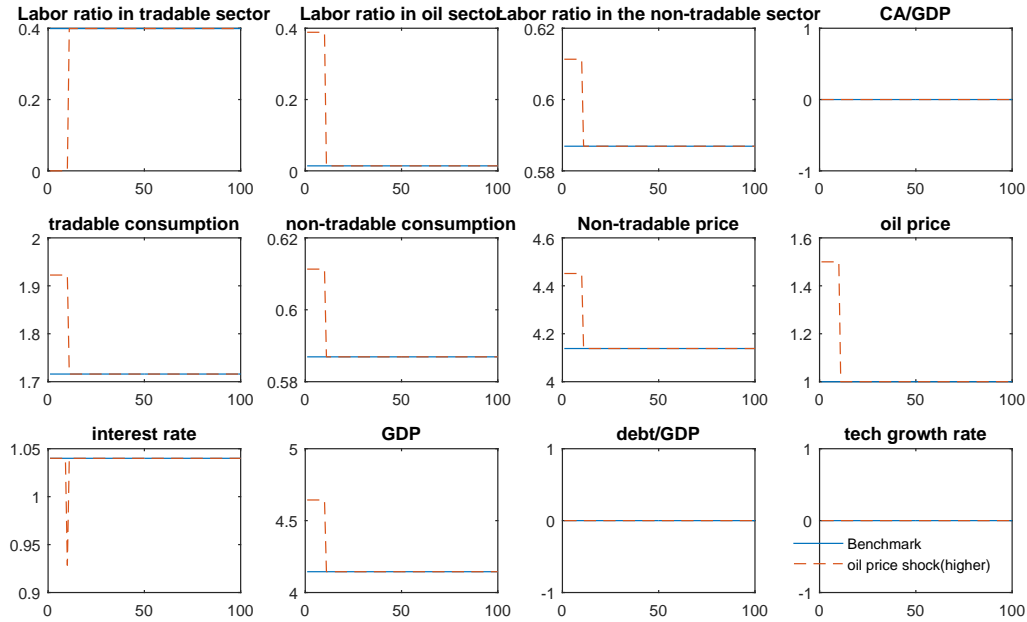 Labor ratio in tradable sector
Labor ratio in oil sector
Labor ratio in the non-tradable sector
CA/GDP
0.4
0.2
0
0 50 100
0.4
0.2
0
0 50 100
0.62
0.6
0.58
0 50 100
1
0
-1
0 50 100
tradable consumption
non-tradable consumption
Non-tradable price
oil price
2
1.9
1.8
1.7
0 50 100
0.62
0.6
0.58
0 50 100
4.6
4.4
4.2
4
0 50 100
1.6
1.4
1.2
1
0 50 100
interest rate
GDP
debt/GDP
tech growth rate
1.05
1
0.95
0.9
0 50 100
5
4.5
4
0 50 100
1
0
-1
0 50 100
1
0
-1
0 50 100
Benchmark
oil price shock(higher)